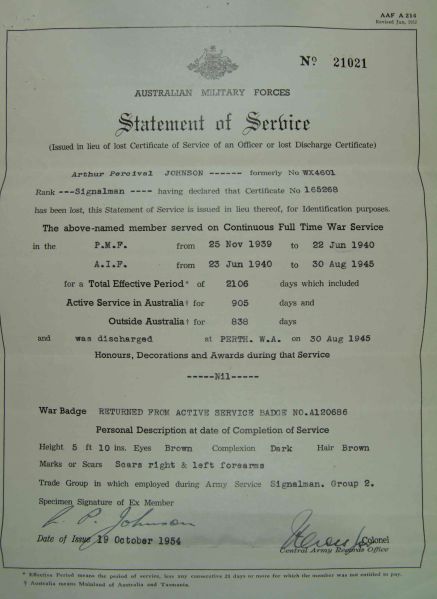 AAF A 214
Revised Jun, 1952
No 21021
AUSTRALIAN MILITARY FORCES
Statement of Service
(Issued in lieu of lost Certificate of Service of an Officer or lost Discharge Certificate)
Arthur Percival JOHNSON ------ formerly No WX4601
Rank ---Signalman ---- having declared that Certificate No 165268
has been lost, this Statement of Service is issued in lieu thereof, for Identification purposes.
The above-named member served on Continuous Full Time War Service
in the P.M.F. from 25 Nov 1939 to 22 Jun 1940
A.I.F. from 23 Jun 1940 to 30 Aug 1945
for a Total Effective Period* of 2106 days which included
Active Service in Australia† for 905 days and
Outside Australia† for 838 days
and was discharged at PERTH. W.A. on 30 Aug 1945
Honours, Decorations and Awards during that Service
-----Nil-----
War Badge RETURNED FROM ACTIVE SERVICE BADGE NO.A120686
Personal Description at date of Completion of Service
Height 5 ft 10 ins. Eyes Brown Complexion Dark Hair Brown
Marks or Scars Scars right & left forearms
Trade Group in which employed during Army Service Signalman. Group 2.
Specimen Signature of Ex Member
A. P. Johnson
Date of Issue 19 October 1954 Colonel
Central Army Records Office
* Effective Period means the period of service, less any consecutive 21 days or more for which the member was not entitled to pay.
† Australia means Mainland of Australia and Tasmania.